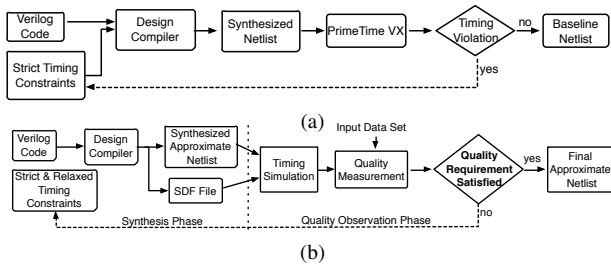 Verilog
Code
Design
Compiler
Synthesized
Netlist
PrimeTime VX
Timing
Violation
no
Baseline
Netlist
Strict Timing
Constraints
yes
(a)
Verilog
Code
Design
Compiler
Synthesized
Approximate
Netlist
Input Data Set
Timing
Simulation
Quality
Measurement
Quality
Requirement
Satisfied
yes
Final
Approximate
Netlist
Strict & Relaxed
Timing
Constraints
SDF File
no
Synthesis Phase
Quality Observation Phase
(b)